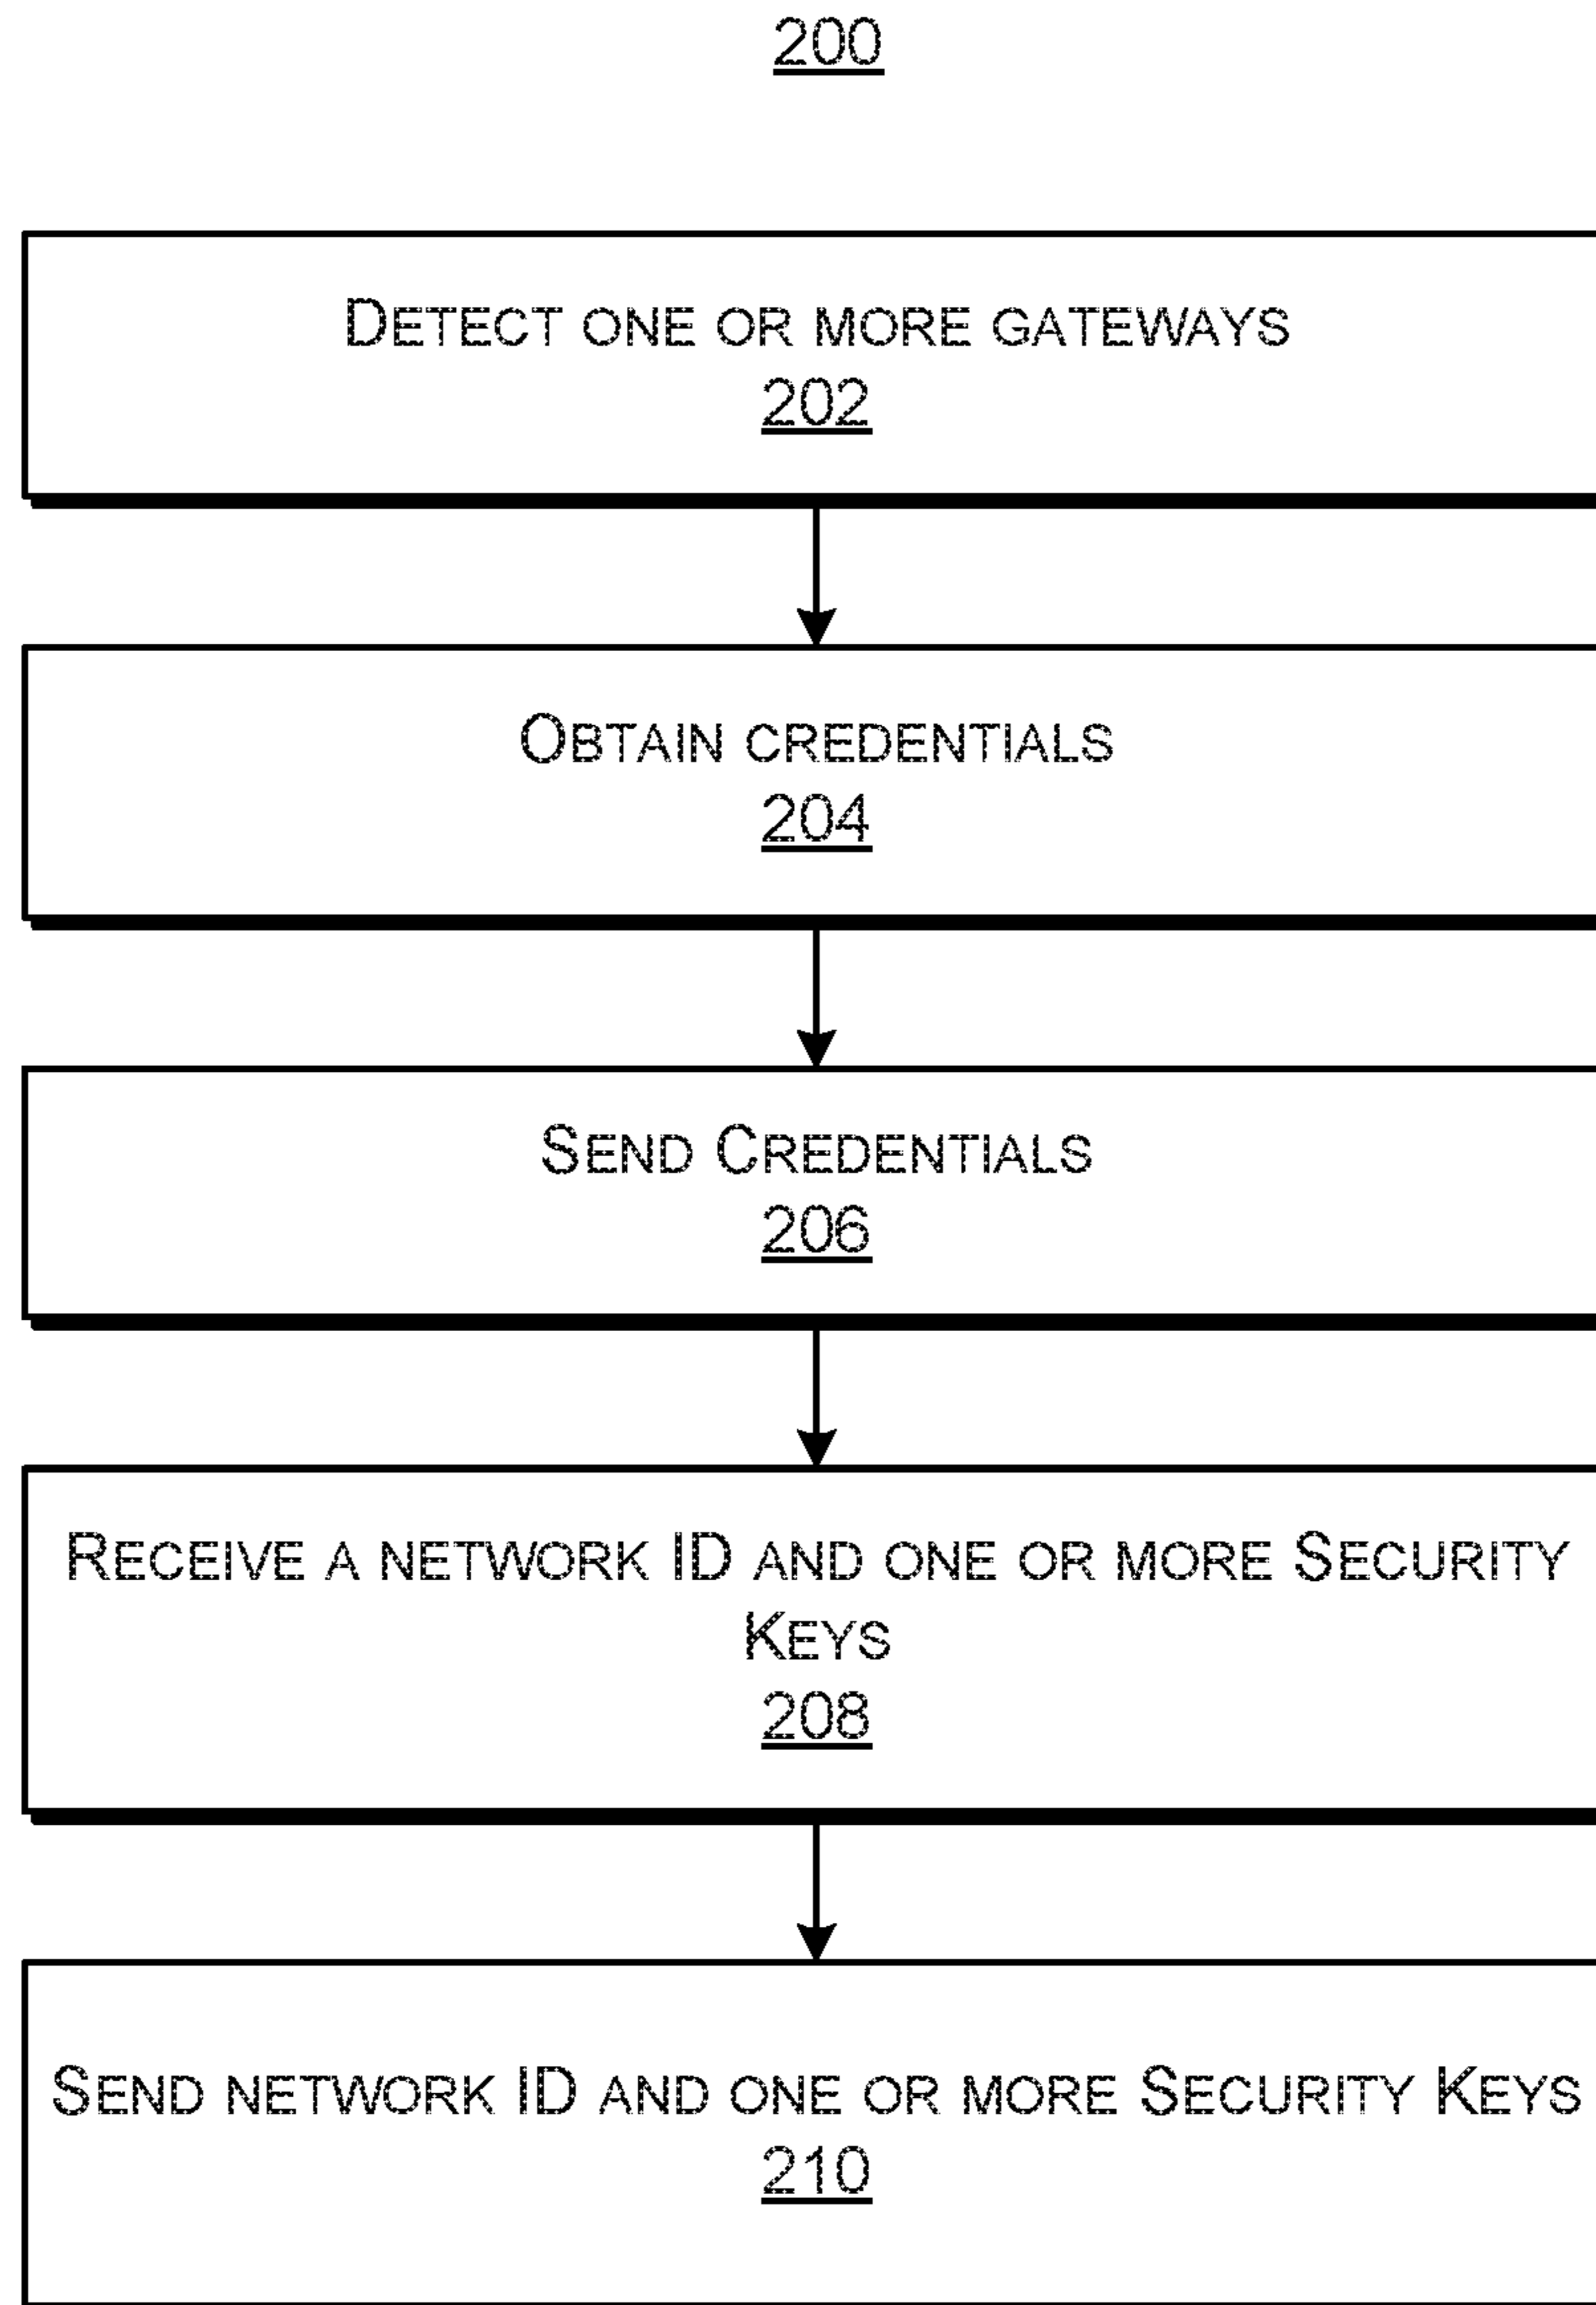 200
DETECT ONE OR MORE GATEWAYS
202
OBTAIN CREDENTIALS
204
SEND CREDENTIALS
206
RECEIVE A NETWORK ID AND ONE OR MORE SECURITY
KEYS
208
SEND NETWORK ID AND ONE OR MORE SECURITY KEYS
210